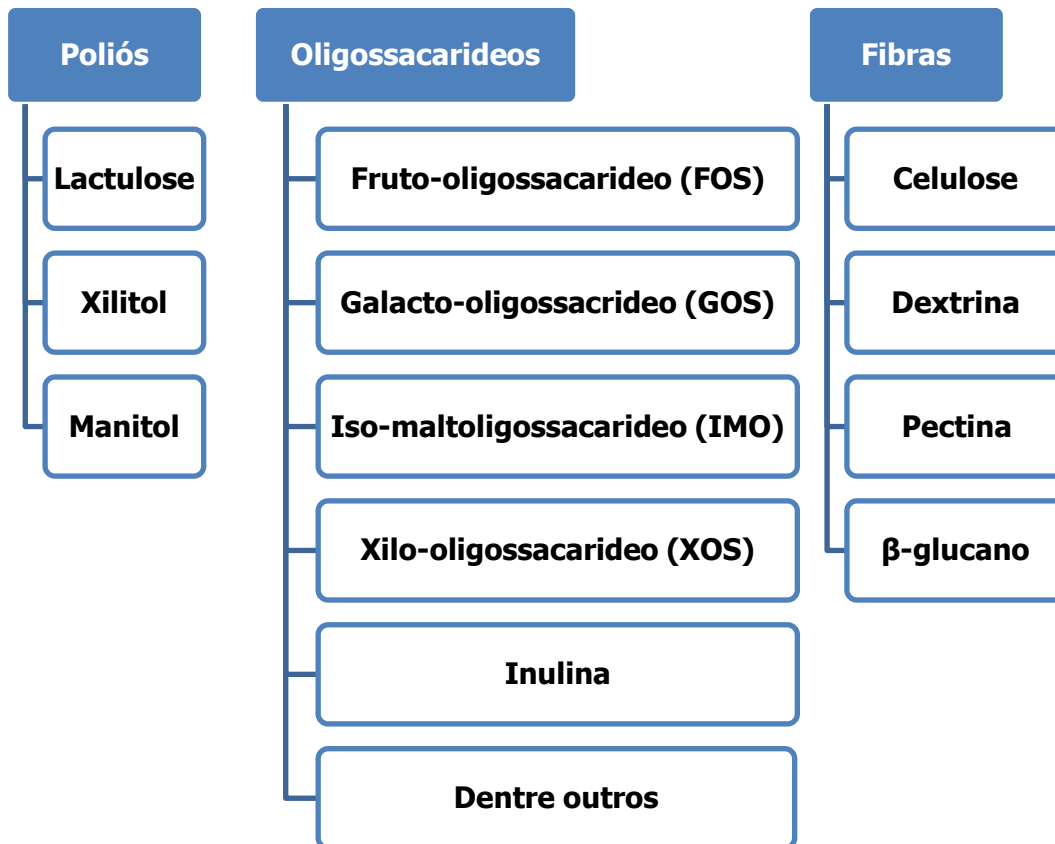 Poliós
Lactulose
Xilitol
Manitol
Oligossacarideos
Fruto-oligossacarideo (FOS)
Galacto-oligossacrideo (GOS)
Iso-maltoligossacarideo (IMO)
Xilo-oligossacarideo (XOS)
Inulina
Dentre outros
Fibras
Celulose
Dextrina
Pectina
β-glucano